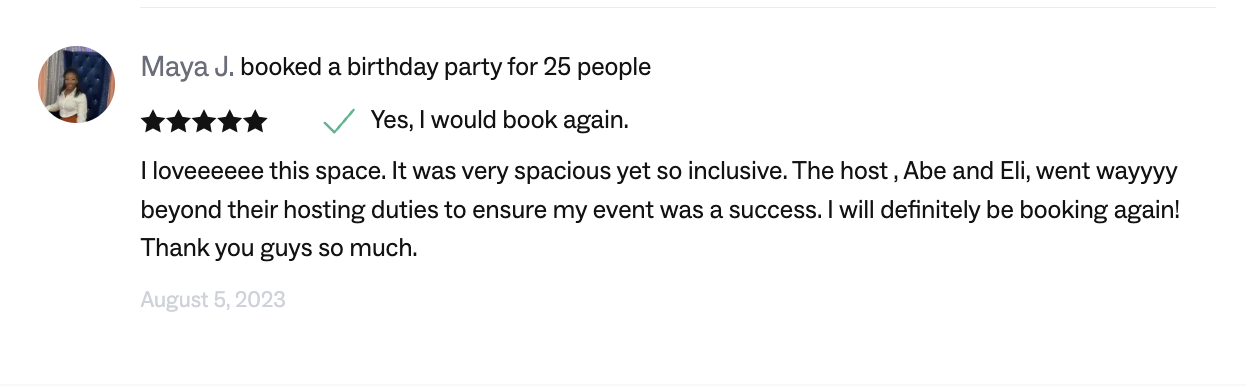 Maya J. booked a birthday party for 25 people
Yes, I would book again.
I loveeeeee this space. It was very spacious yet so inclusive. The host , Abe and Eli, went wayyyy
beyond their hosting duties to ensure my event was a success. I will definitely be booking again!
Thank you guys so much.
August 5, 2023